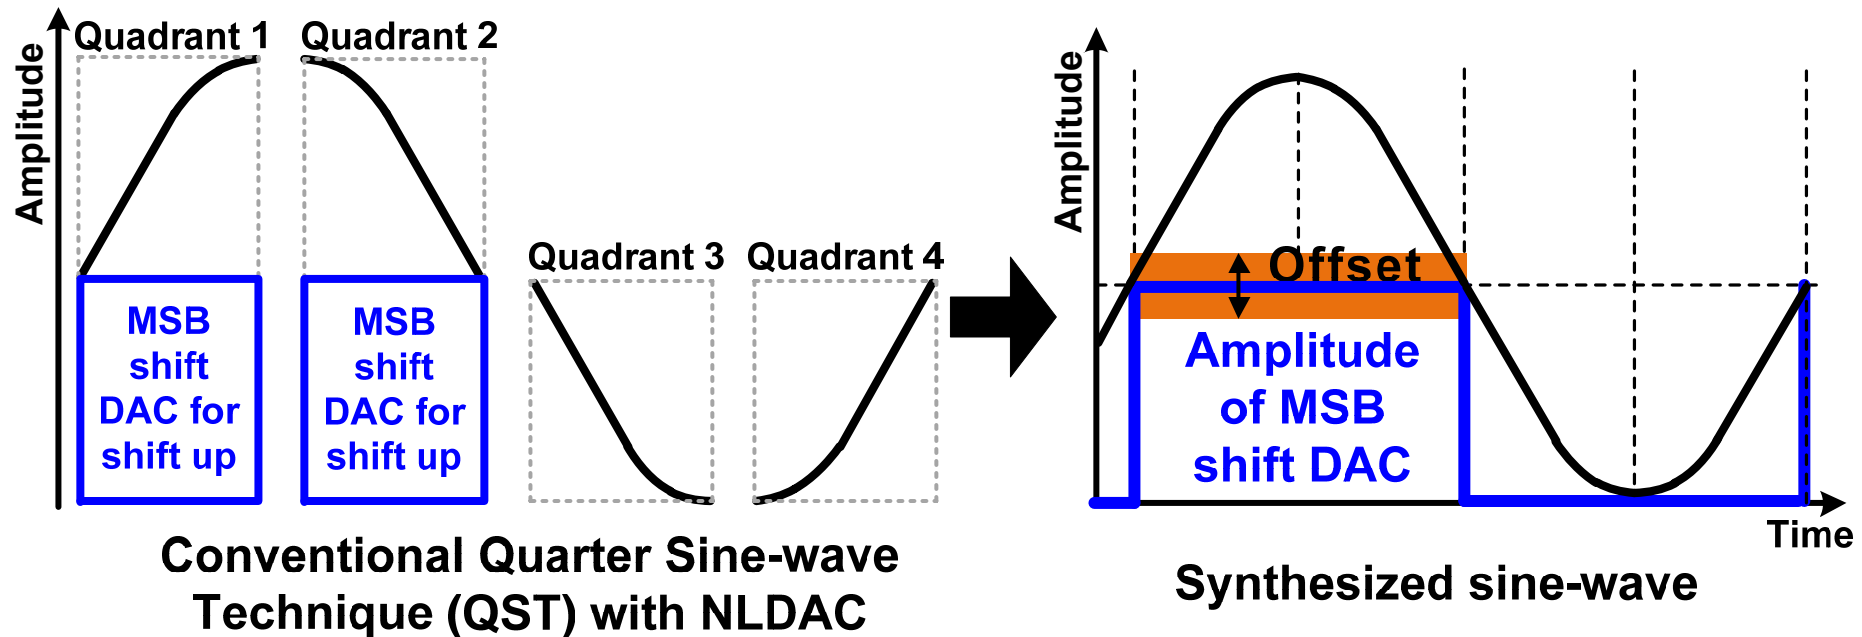 Amplitude
Quadrant 1
Quadrant 2
MSB
shift
DAC for
shift up
MSB
shift
DAC for
shift up
Quadrant 3
Quadrant 4
Conventional Quarter Sine-wave
Technique (QST) with NLDAC
Amplitude
Offset
Amplitude
of MSB
shift DAC
Time
Synthesized sine-wave